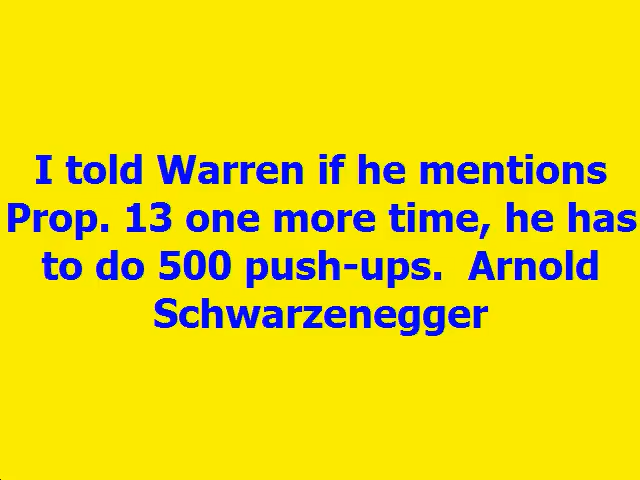 I told Warren if he mentions
Prop. 13 one more time, he has
to do 500 push-ups.  Arnold
Schwarzenegger